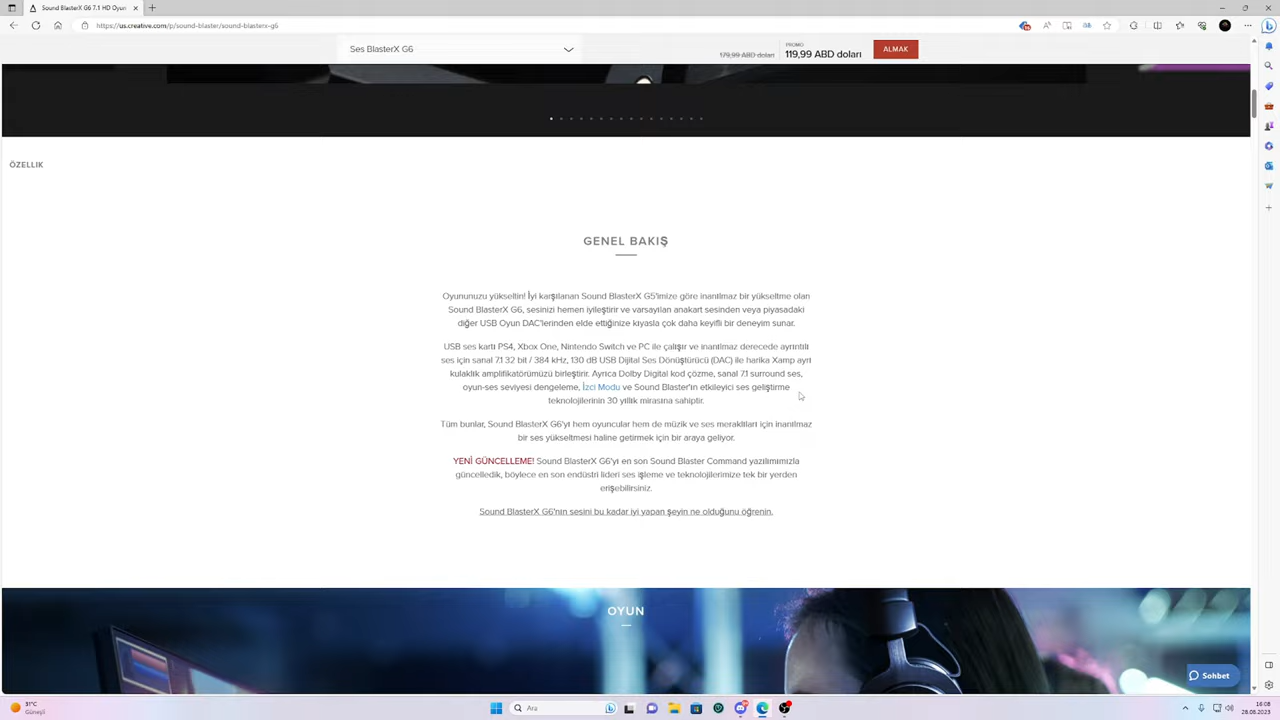 Sound BlasterX G6 7.1 HD Oyun
https://us.creative.com/p/sound-blaster/sound-blasterx-g6
Ses BlasterX G6
179,99 ABD doları
PROMO
119,99 ABD doları
ALMAK
ÖZELLIK
GENEL BAKIŞ
Oyununuzu yükseltin! İyi karşılanan Sound BlasterX G5'imize göre inanılmaz bir yükseltme olan
Sound BlasterX G6, sesinizi hemen iyileştirir ve varsayılan anakart sesinden veya piyasadaki
diğer USB Oyun DAC'lerinden elde ettiğinize kıyasla çok daha keyifli bir deneyim sunar.
USB ses kartı PS4, Xbox One, Nintendo Switch ve PC ile çalışır ve inanılmaz derecede ayrıntılı
ses için sanal 7.1 32 bit / 384 kHz, 130 dB USB Dijital Ses Dönüştürücü (DAC) ile harika Xamp ayrı
kulaklık amplifikatörümüzü birleştirir. Ayrıca Dolby Digital kod çözme, sanal 7.1 surround ses,
oyun-ses seviyesi dengeleme, İzci Modu ve Sound Blaster'ın etkileyici ses geliştirme
teknolojilerinin 30 yıllık mirasına sahiptir.
Tüm bunlar, Sound BlasterX G6'yı hem oyuncular hem de müzik ve ses meraklıları için inanılmaz
bir ses yükseltmesi haline getirmek için bir araya geliyor.
YENİ GÜNCELLEME! Sound BlasterX G6'yı en son Sound Blaster Command yazılımımızla
güncelledik, böylece en son endüstri lideri ses işleme ve teknolojilerimize tek bir yerden
erişebilirsiniz.
Sound BlasterX G6'nın sesini bu kadar iyi yapan şeyin ne olduğunu öğrenin.
OYUN
Sohbet
31°C
Güneşli
Ara
16:08
28.08.2023